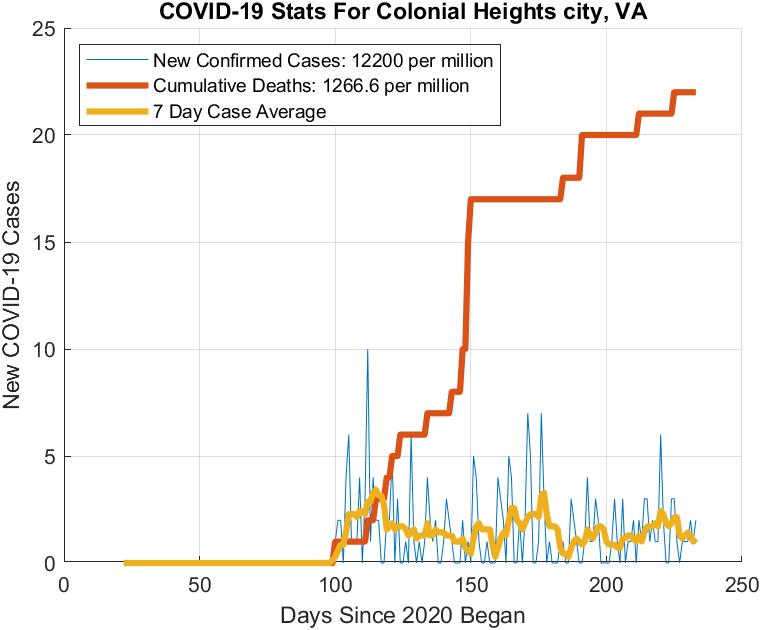 COVID-19 Stats For Colonial Heights city, VA
New Confirmed Cases: 12200 per million
Cumulative Deaths: 1266.6 per million
7 Day Case Average
New COVID-19 Cases
25
20
15
10
5
0
0 50 100 150 200 250
Days Since 2020 Began